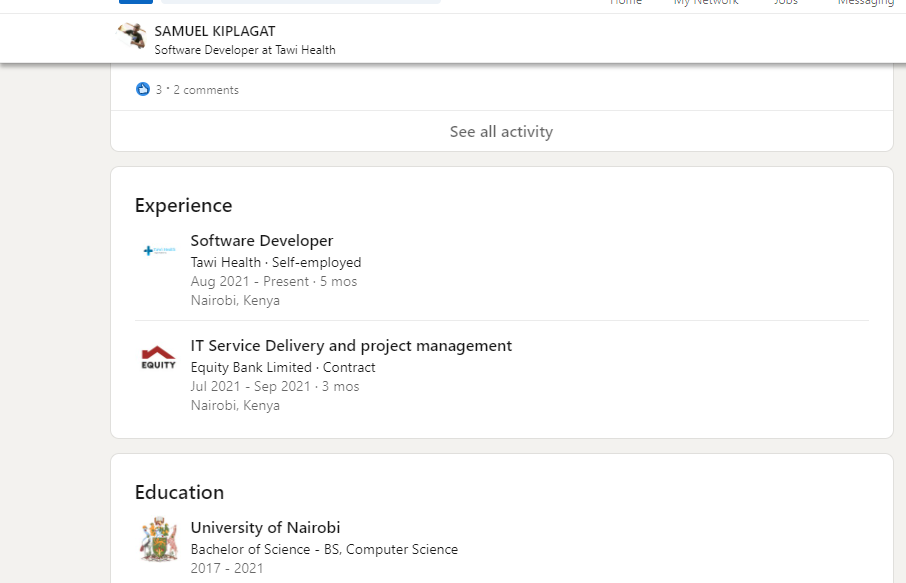 Home My Network Jobs Messaging
SAMUEL KIPLAGAT
Software Developer at Tawi Health
3 · 2 comments
See all activity
Experience
Software Developer
Tawi Health · Self-employed
Aug 2021 - Present · 5 mos
Nairobi, Kenya
IT Service Delivery and project management
EQUITY
Equity Bank Limited · Contract
Jul 2021 - Sep 2021 · 3 mos
Nairobi, Kenya
Education
University of Nairobi
Bachelor of Science - BS, Computer Science
2017 - 2021